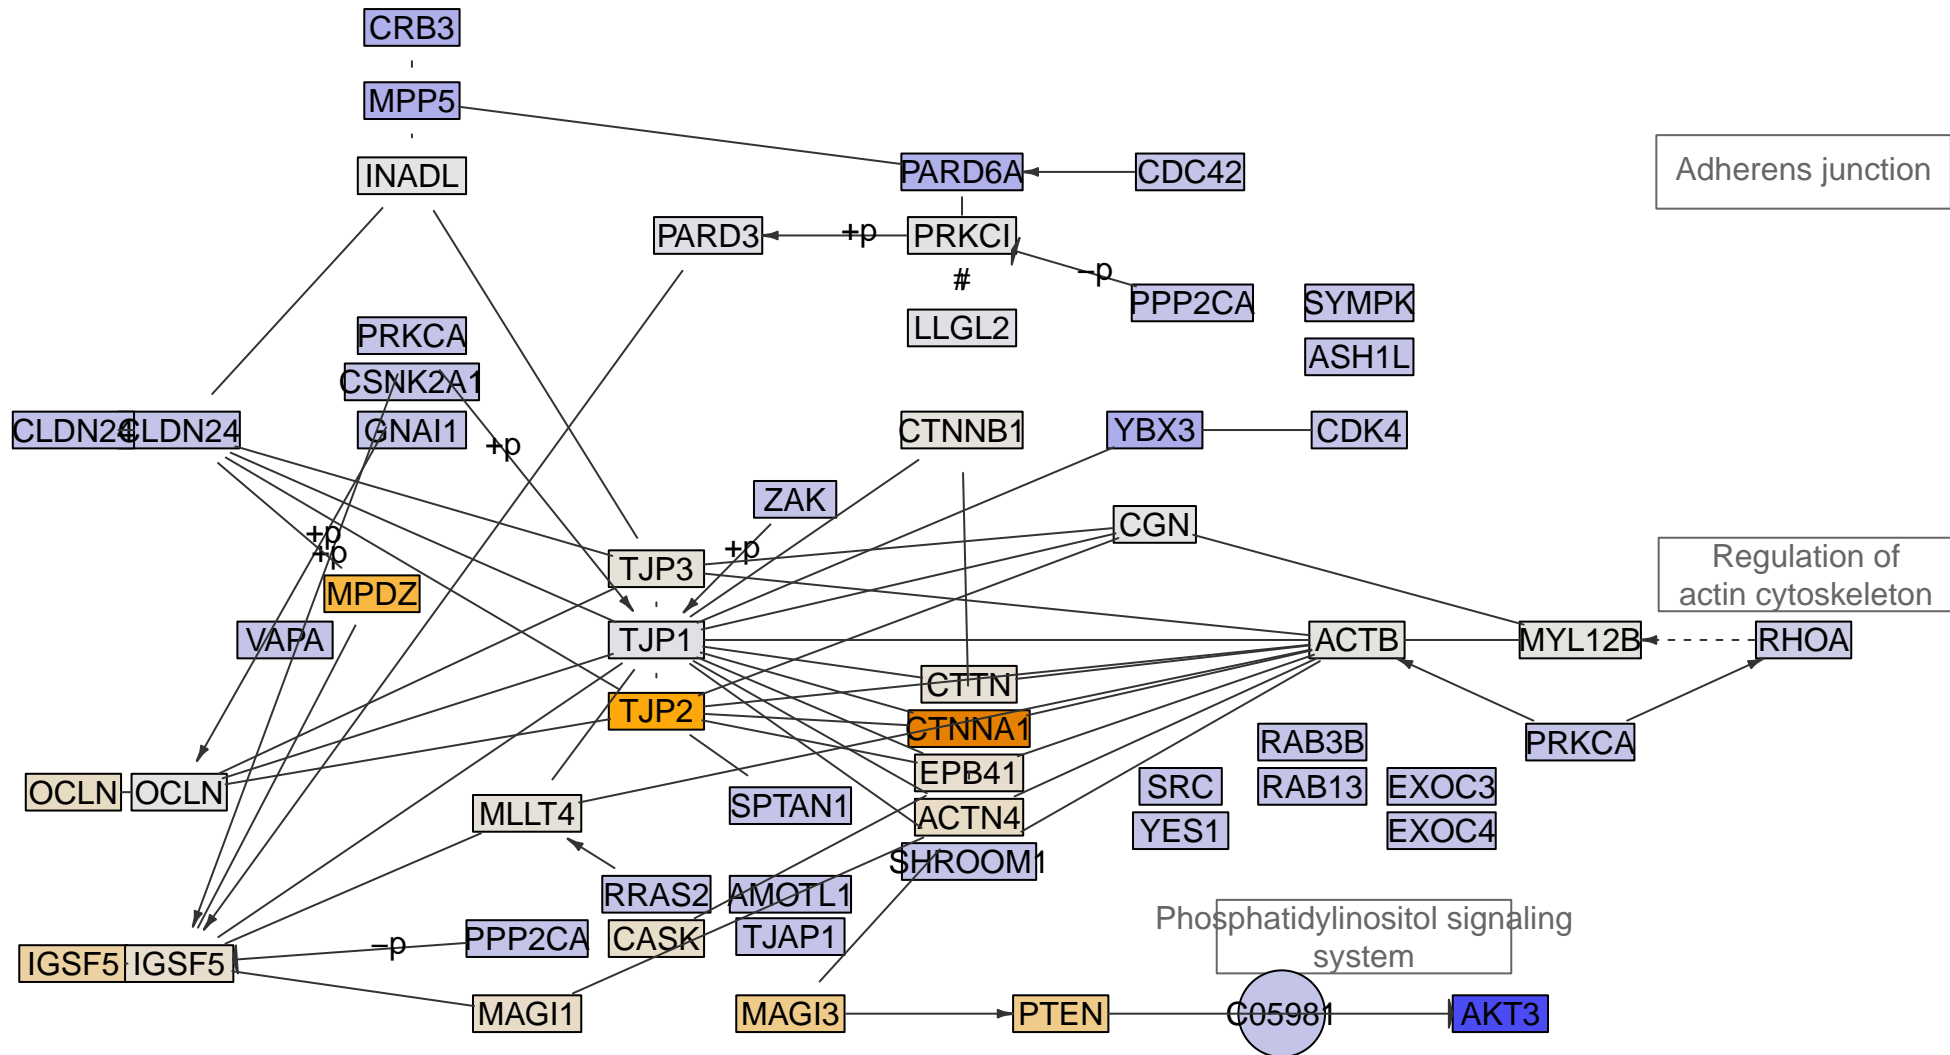 CRB3
MPP5
Adherens junction
INADL
PARD6A
CDC42
PARD3
+p
PRKCI
−p
#
PPP2CA
SYMPK
PRKCA
LLGL2
ASH1L
CSNK2A1
CLDN24
CLDN24
GNAI1
+p
CTNNB1
YBX3
CDK4
ZAK
CGN
+p
+p
+p
TJP3
Regulation of
actin cytoskeleton
MPDZ
VAPA
TJP1
ACTB
MYL12B
RHOA
CTTN
TJP2
CTNNA1
RAB3B
PRKCA
EPB41
OCLN
OCLN
SRC
RAB13
EXOC3
MLLT4
SPTAN1
ACTN4
YES1
EXOC4
SHROOM1
RRAS2
AMOTL1
Phosphatidylinositol signaling
system
PPP2CA
CASK
TJAP1
−p
IGSF5
IGSF5
MAGI1
MAGI3
PTEN
C05981
AKT3